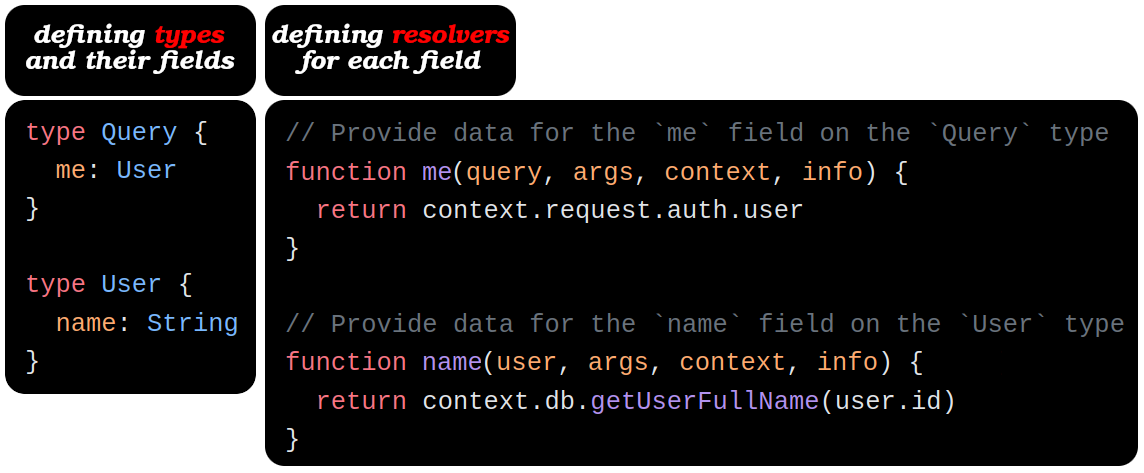 defining types
and their fields
defining resolvers
for each field
type Query {
  me: User
}

type User {
  name: String
}
// Provide data for the `me` field on the `Query` type
function me(query, args, context, info) {
  return context.request.auth.user
}

// Provide data for the `name` field on the `User` type
function name(user, args, context, info) {
  return context.db.getUserFullName(user.id)
}